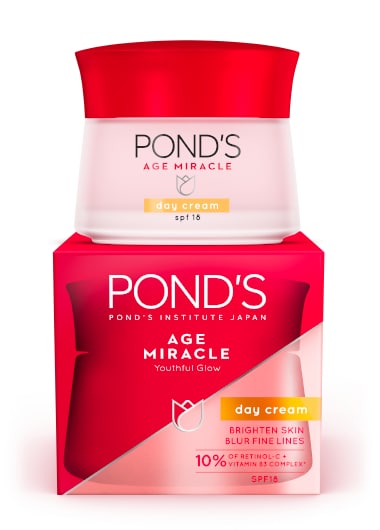 POND'S
AGE MIRACLE
day cream
spf 18
POND'S
POND'S INSTITUTE JAPAN
AGE
MIRACLE
Youthful Glow
day cream
BRIGHTEN SKIN
BLUR FINE LINES
10% OF RETINOL-C +
VITAMIN B3 COMPLEX*
SPF18